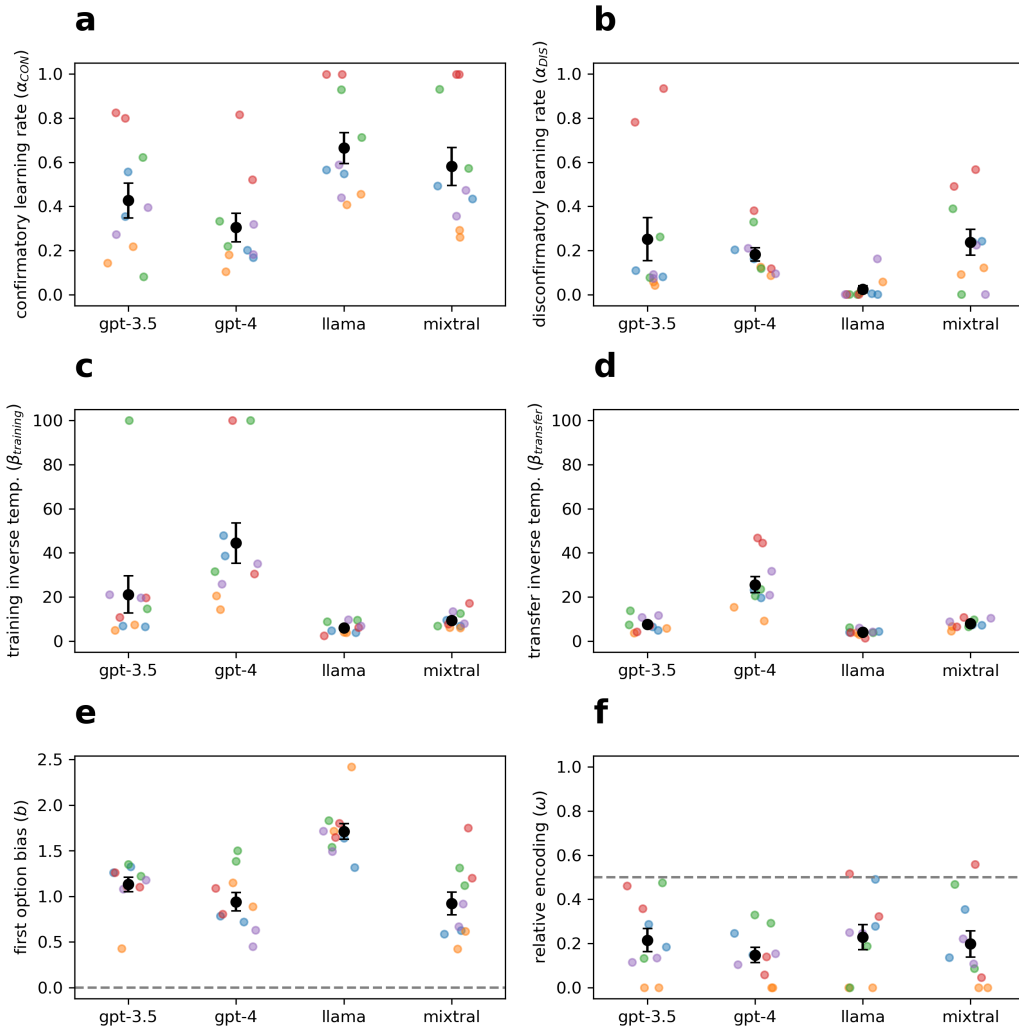 a
confirmatory learning rate (αCON)
1.0
0.8
0.6
0.4
0.2
0.0
gpt-3.5 gpt-4 llama mixtral
b
disconfirmatory learning rate (αDIS)
1.0
0.8
0.6
0.4
0.2
0.0
gpt-3.5 gpt-4 llama mixtral
c
training inverse temp. (βtraining)
100
80
60
40
20
0
gpt-3.5 gpt-4 llama mixtral
d
transfer inverse temp. (βtransfer)
100
80
60
40
20
0
gpt-3.5 gpt-4 llama mixtral
e
first option bias (b)
2.5
2.0
1.5
1.0
0.5
0.0
gpt-3.5 gpt-4 llama mixtral
f
relative encoding (ω)
1.0
0.8
0.6
0.4
0.2
0.0
gpt-3.5 gpt-4 llama mixtral